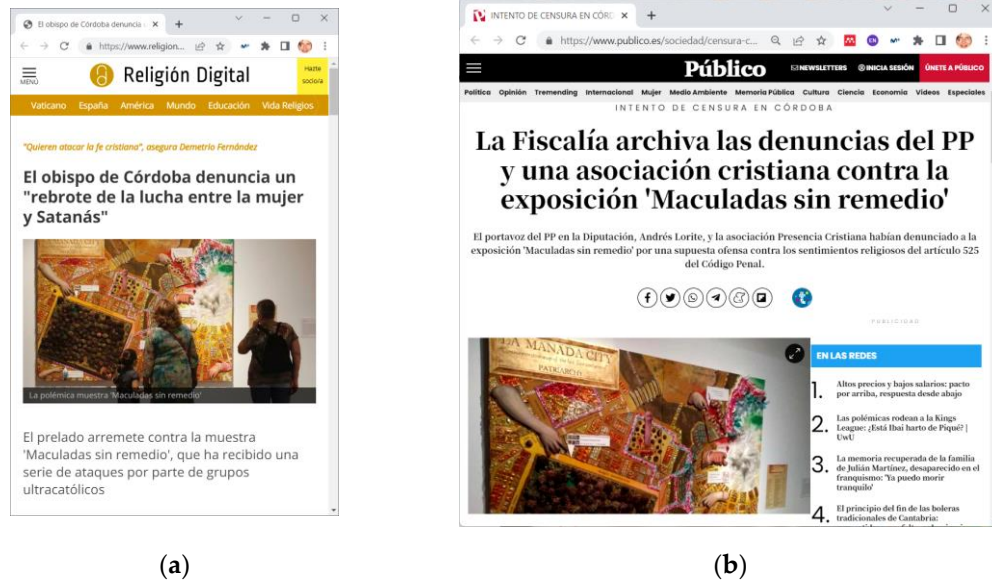 El obispo de Córdoba denuncia
https://www.religion...
MENÚ
Religión Digital
Hazte
socio/a
Vaticano España América Mundo Educación Vida Religios
"Quieren atacar la fe cristiana", asegura Demetrio Fernández
El obispo de Córdoba denuncia un
"rebrote de la lucha entre la mujer
y Satanás"
La polémica muestra 'Maculadas sin remedio'
El prelado arremete contra la muestra
'Maculadas sin remedio', que ha recibido una
serie de ataques por parte de grupos
ultracatólicos
(a)
INTENTO DE CENSURA EN CÓRD
https://www.publico.es/sociedad/censura-c...
Público
NEWSLETTERS
INICIA SESIÓN
ÚNETE A PÚBLICO
Política Opinión Tremending Internacional Mujer Medio Ambiente Memoria Pública Cultura Ciencia Economía Vídeos Especiales
INTENTO DE CENSURA EN CÓRDOBA
La Fiscalía archiva las denuncias del PP
y una asociación cristiana contra la
exposición 'Maculadas sin remedio'
El portavoz del PP en la Diputación, Andrés Lorite, y la asociación Presencia Cristiana habían denunciado a la
exposición 'Maculadas sin remedio' por una supuesta ofensa contra los sentimientos religiosos del artículo 525
del Código Penal.
PUBLICIDAD
LA MANADA CITY
PATRIARCHY
EN LAS REDES
1. Altos precios y bajos salarios: pacto
por arriba, respuesta desde abajo
2. Las polémicas rodean a la Kings
League: ¿Está Ibai harto de Piqué? |
UwU
3. La memoria recuperada de la familia
de Julián Martínez, desaparecido en el
franquismo: "Ya puedo morir
tranquilo"
4. El principio del fin de las boleras
tradicionales de Cantabria:
(b)